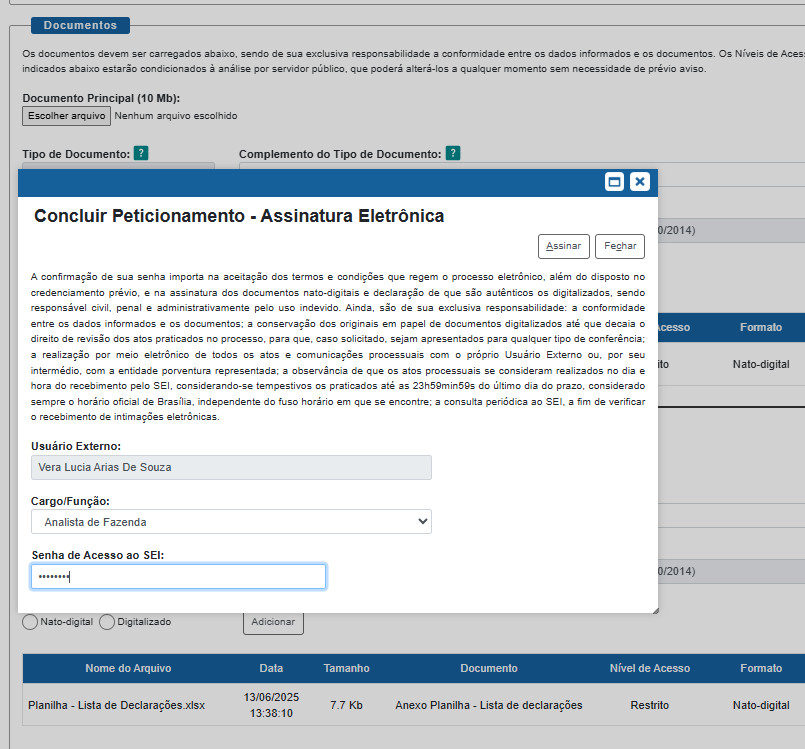 Documentos
Os documentos devem ser carregados abaixo, sendo de sua exclusiva responsabilidade a conformidade entre os dados informados e os documentos. Os Níveis de
indicados abaixo estarão condicionados à análise por servidor público, que poderá alterá-los a qualquer momento sem necessidade de prévio aviso.
Documento Principal (10 Mb):
Escolher arquivo Nenhum arquivo escolhido
Tipo de Documento: ? Complemento do Tipo de Documento: ?
Concluir Peticionamento - Assinatura Eletrônica
Assinar Fechar
A confirmação de sua senha importa na aceitação dos termos e condições que regem o processo eletrônico, além do disposto no
credenciamento prévio, e na assinatura dos documentos nato-digitais e declaração de que são autênticos os digitalizados, sendo
responsável civil, penal e administrativamente pelo uso indevido. Ainda, são de sua exclusiva responsabilidade: a conformidade
entre os dados informados e os documentos; a conservação dos originais em papel de documentos digitalizados até que decaia o
direito de revisão dos atos praticados no processo, para que, caso solicitado, sejam apresentados para qualquer tipo de conferência;
a realização por meio eletrônico de todos os atos e comunicações processuais com o próprio Usuário Externo ou, por seu
intermédio, com a entidade porventura representada; a observância de que os atos processuais se consideram realizados no dia e
hora do recebimento pelo SEI, considerando-se tempestivos os praticados até as 23h59min59s do último dia do prazo, considerado
sempre o horário oficial de Brasília, independente do fuso horário em que se encontre; a consulta periódica ao SEI, a fim de verificar
o recebimento de intimações eletrônicas.
Usuário Externo:
Vera Lucia Arias De Souza
Cargo/Função:
Analista de Fazenda
Senha de Acesso ao SEI:
••••••••
0/2014)
Acesso Formato
ito Nato-digital
0/2014)
Nato-digital Digitalizado Adicionar
Nome do Arquivo Data Tamanho Documento Nível de Acesso Formato
Planilha - Lista de Declarações.xlsx 13/06/2025 13:38:10 7.7 Kb Anexo Planilha - Lista de declarações Restrito Nato-digital